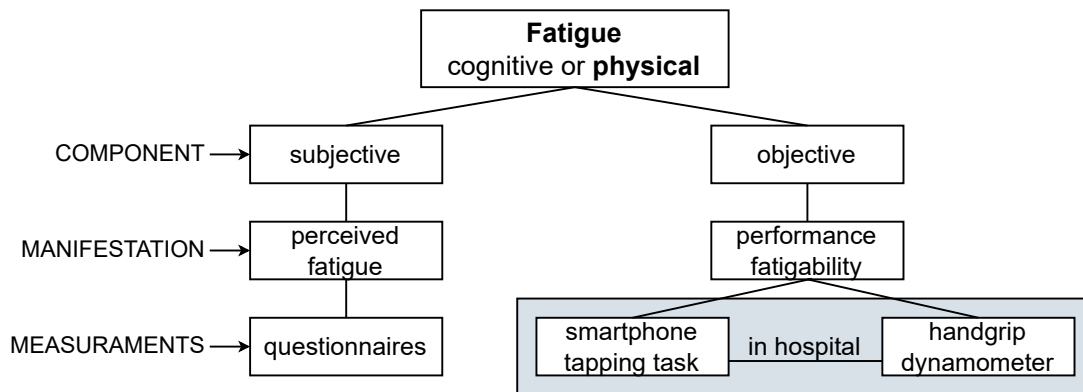 Fatigue
cognitive or physical
COMPONENT
subjective
objective
MANIFESTATION
perceived
fatigue
performance
fatigability
MEASURAMENTS
questionnaires
smartphone
tapping task
in hospital
handgrip
dynamometer